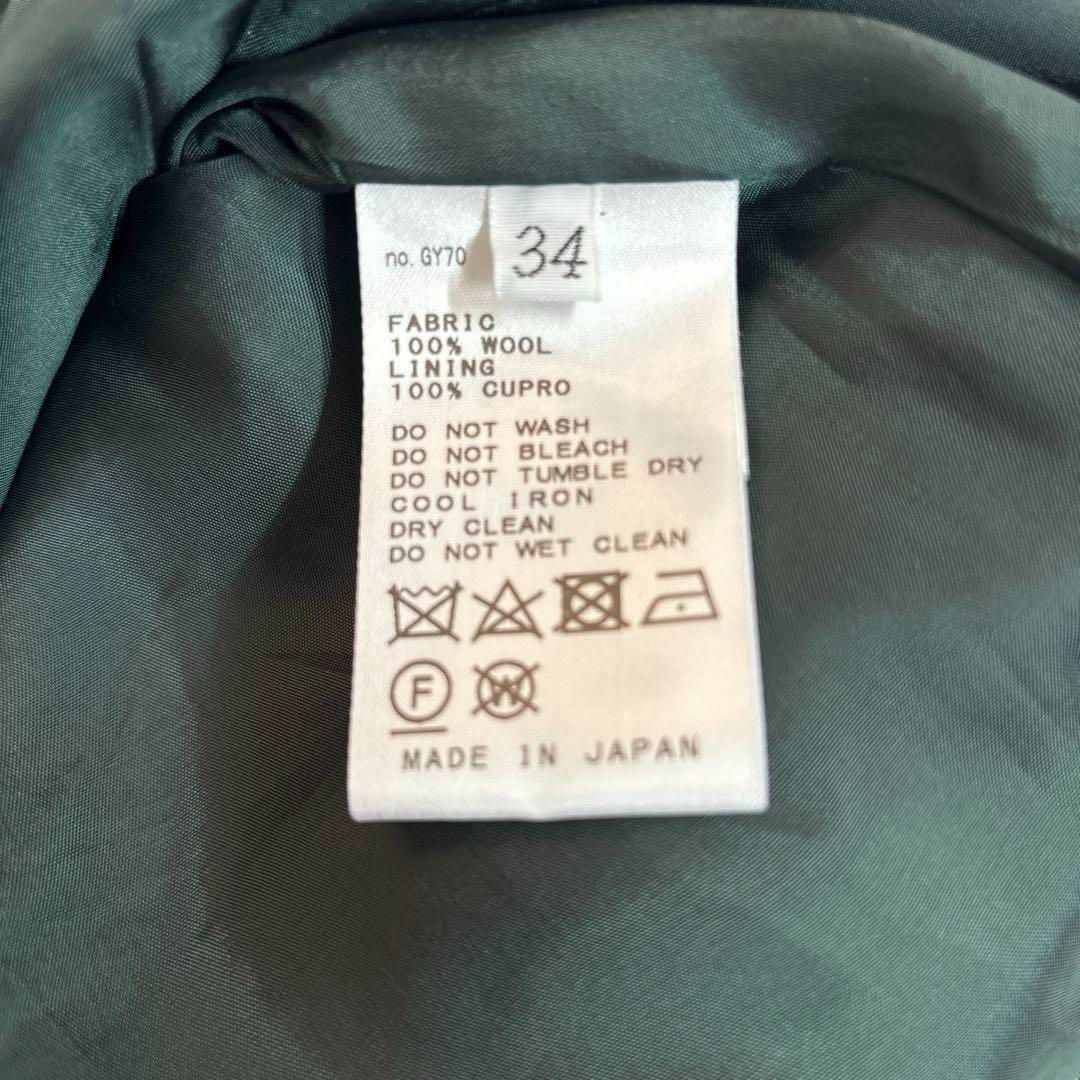 no. GY70
34
FABRIC
100% WOOL
LINING
100% CUPRO
DO NOT WASH
DO NOT BLEACH
DO NOT TUMBLE DRY
COOL IRON
DRY CLEAN
DO NOT WET CLEAN
F W
MADE IN JAPAN